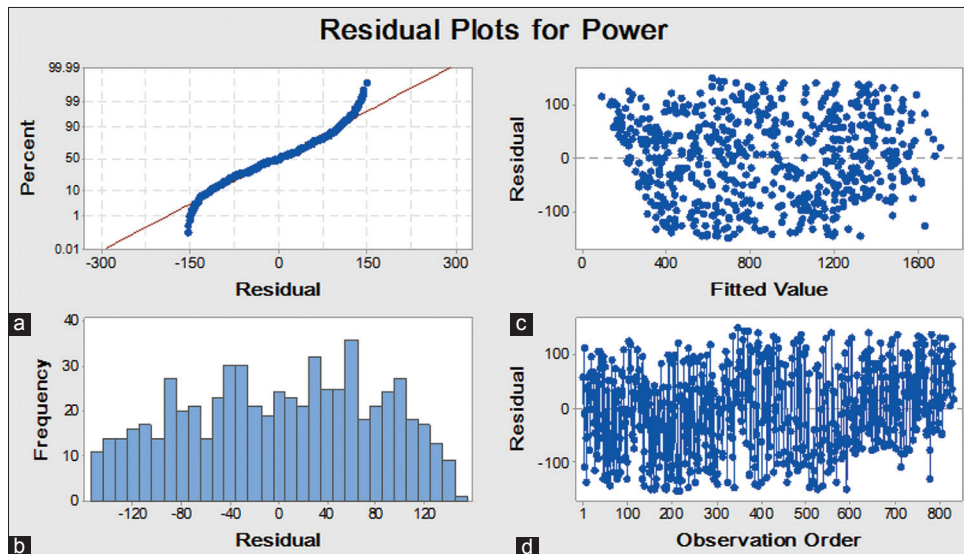 Residual Plots for Power
99.99
99
90
50
10
1
0.01
Percent
-300 -150 0 150 300
Residual
a
100
0
-100
Residual
0 400 800 1200 1600
Fitted Value
c
40
30
20
10
0
Frequency
-120 -80 -40 0 40 80 120
Residual
b
100
0
-100
Residual
1 100 200 300 400 500 600 700 800
Observation Order
d